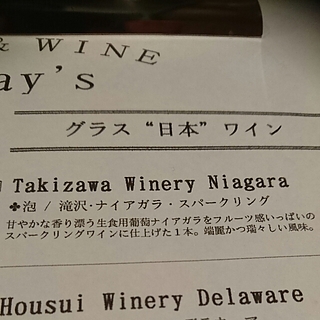 & WINE
ay's
グラス “日本” ワイン
Takizawa Winery Niagara
✤泡 / 滝沢・ナイアガラ・スパークリング
甘やかな香り漂う生食用葡萄ナイアガラをフルーツ感いっぱいの
スパークリングワインに仕上げた１本。端麗かつ瑞々しい風味。
Housui Winery Delaware